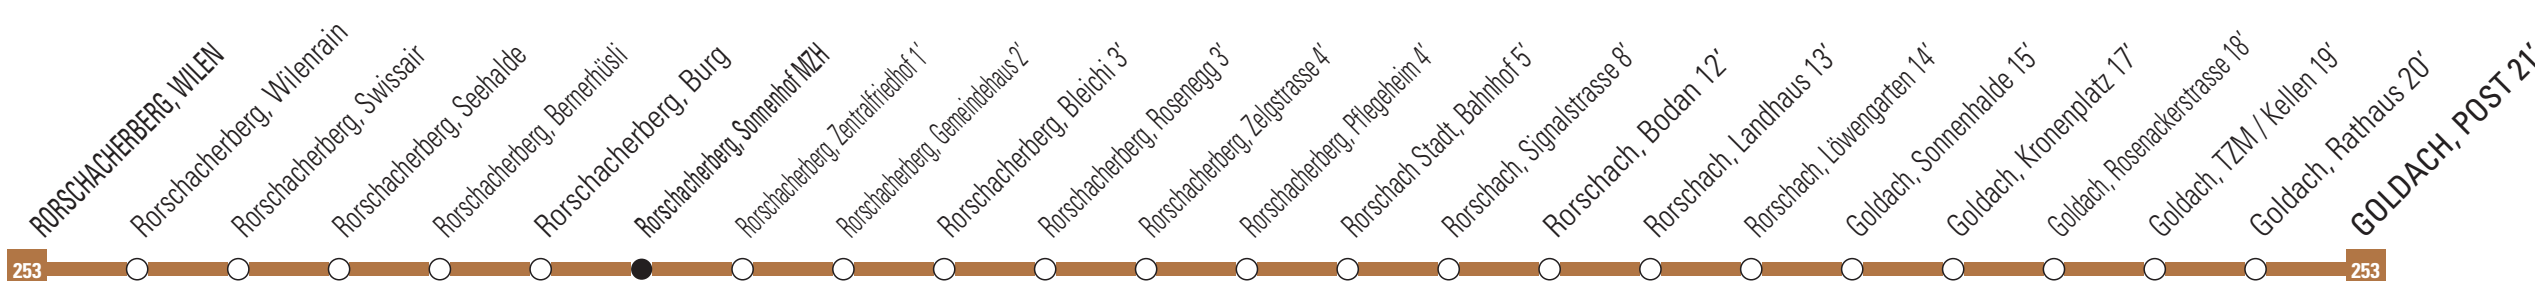 RORSCHACHERBERG, WILEN
Rorschacherberg, Wilenrain
Rorschacherberg, Swissair
Rorschacherberg, Seehalde
Rorschacherberg, Bernerhüsli
Rorschacherberg, Burg
Rorschacherberg, Sonnenhof MZH
Rorschacherberg, Zentralfriedhof 1'
Rorschacherberg, Gemeindehaus 2'
Rorschacherberg, Bleichi 3'
Rorschacherberg, Rosenegg 3'
Rorschacherberg, Zelgstrasse 4'
Rorschacherberg, Pflegeheim 4'
Rorschach Stadt, Bahnhof 5'
Rorschach, Signalstrasse 8'
Rorschach, Bodan 12'
Rorschach, Landhaus 13'
Rorschach, Löwengarten 14'
Goldach, Sonnenhalde 15'
Goldach, Kronenplatz 17'
Goldach, Rosenackerstrasse 18'
Goldach, TZM / Kellen 19'
Goldach, Rathaus 20'
GOLDACH, POST 21'
253
253